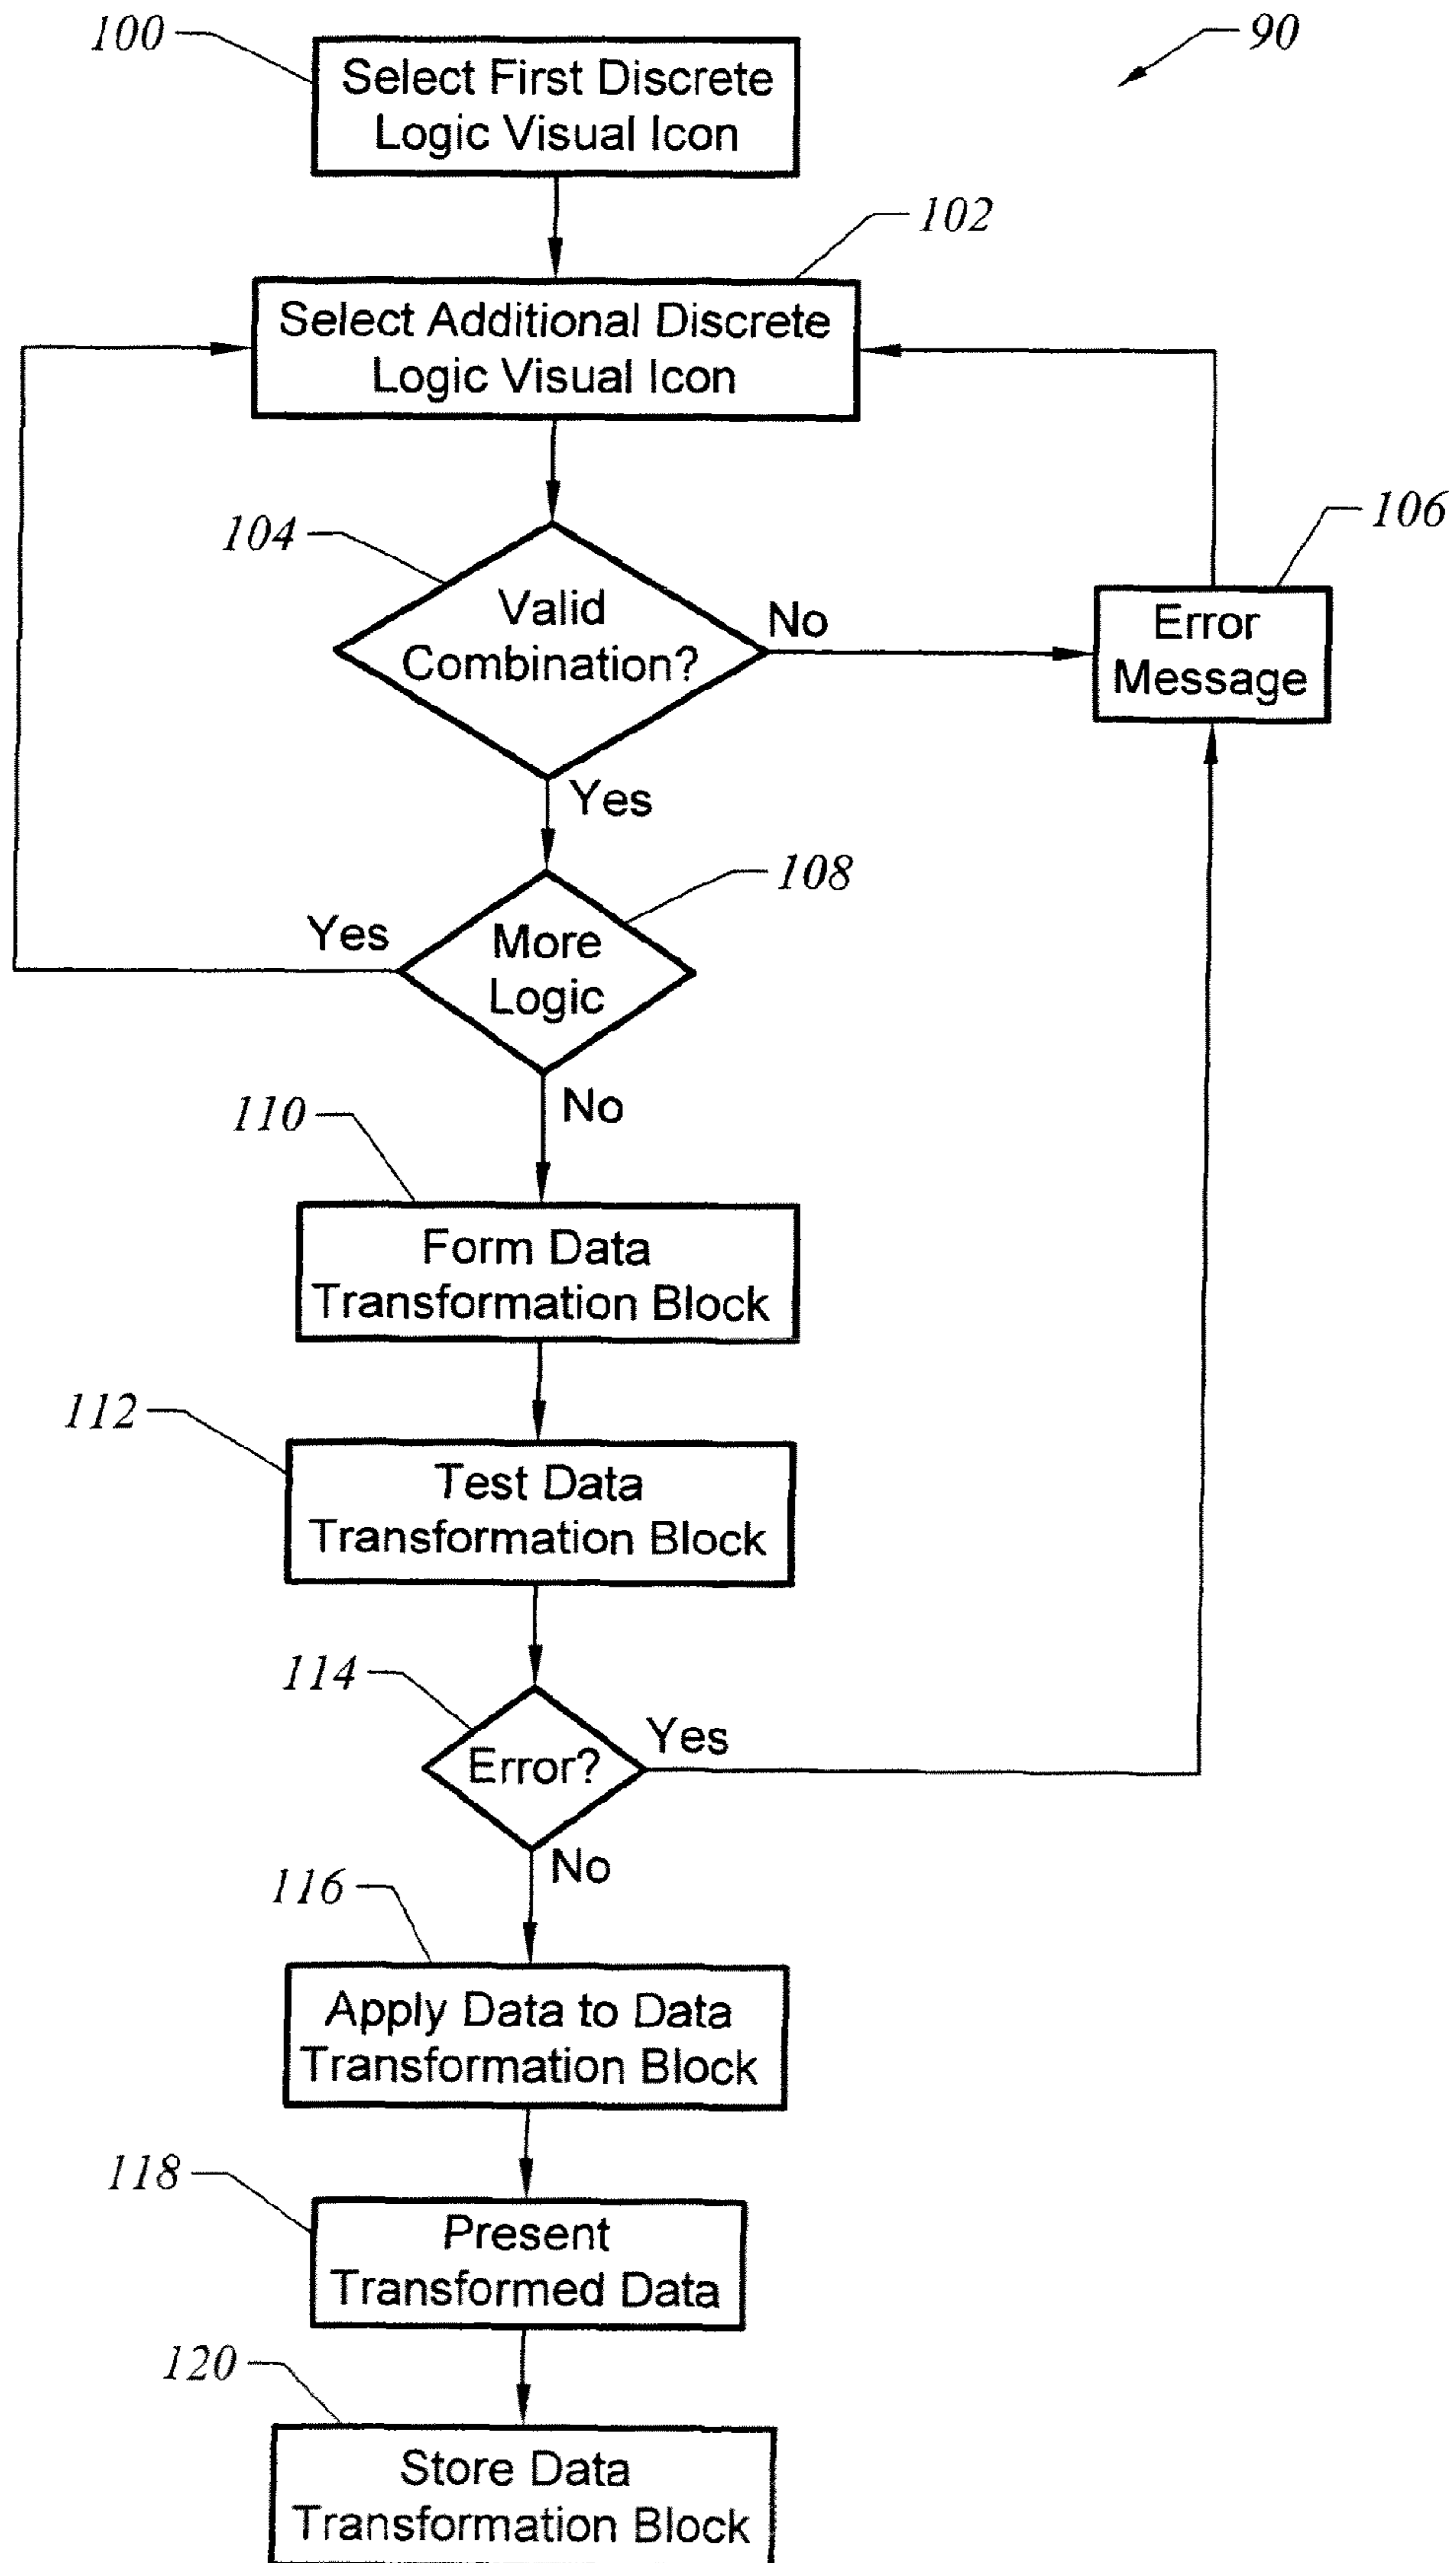 100
90
Select First Discrete
Logic Visual Icon
102
Select Additional Discrete
Logic Visual Icon
104
106
Valid
Combination?
No
Error
Message
Yes
108
Yes
More
Logic
No
110
Form Data
Transformation Block
112
Test Data
Transformation Block
114
Error?
Yes
No
116
Apply Data to Data
Transformation Block
118
Present
Transformed Data
120
Store Data
Transformation Block